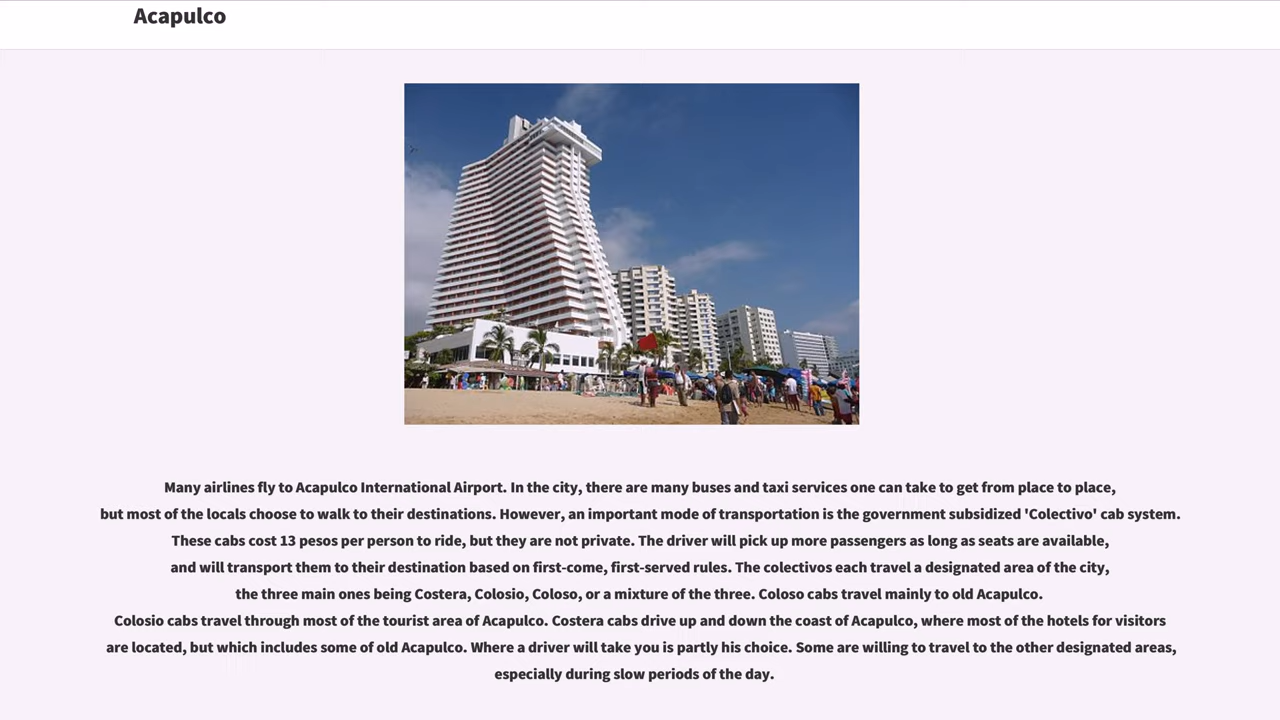 Acapulco
Many airlines fly to Acapulco International Airport. In the city, there are many buses and taxi services one can take to get from place to place,
but most of the locals choose to walk to their destinations. However, an important mode of transportation is the government subsidized 'Colectivo' cab system.
These cabs cost 13 pesos per person to ride, but they are not private. The driver will pick up more passengers as long as seats are available,
and will transport them to their destination based on first-come, first-served rules. The colectivos each travel a designated area of the city,
the three main ones being Costera, Colosio, Coloso, or a mixture of the three. Coloso cabs travel mainly to old Acapulco.
Colosio cabs travel through most of the tourist area of Acapulco. Costera cabs drive up and down the coast of Acapulco, where most of the hotels for visitors
are located, but which includes some of old Acapulco. Where a driver will take you is partly his choice. Some are willing to travel to the other designated areas,
especially during slow periods of the day.